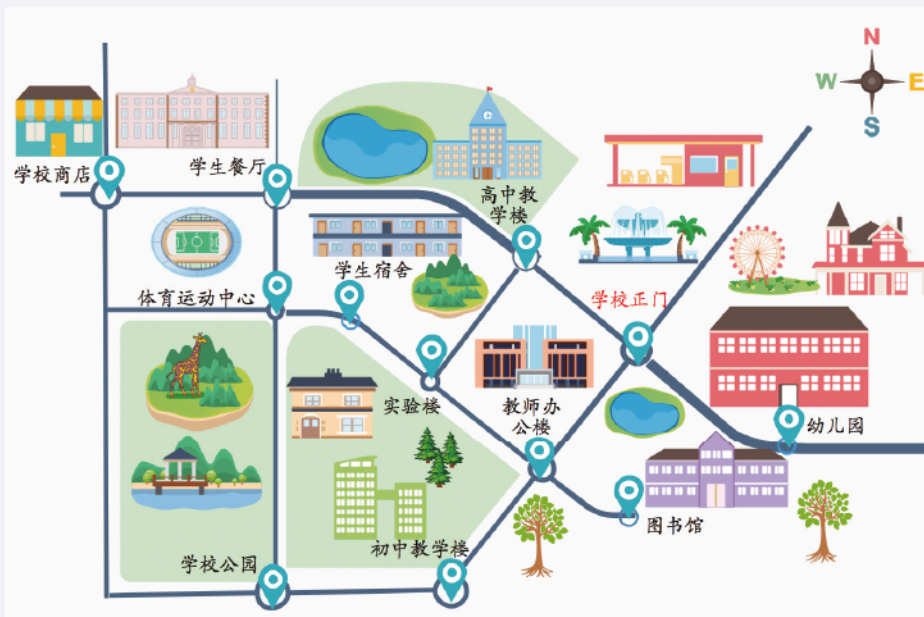 N
W
E
S
学校商店
学生餐厅
高中教
学楼
学生宿舍
体育运动中心
学校正门
实验楼
教师办
公楼
幼儿园
图书馆
初中教学楼
学校公园